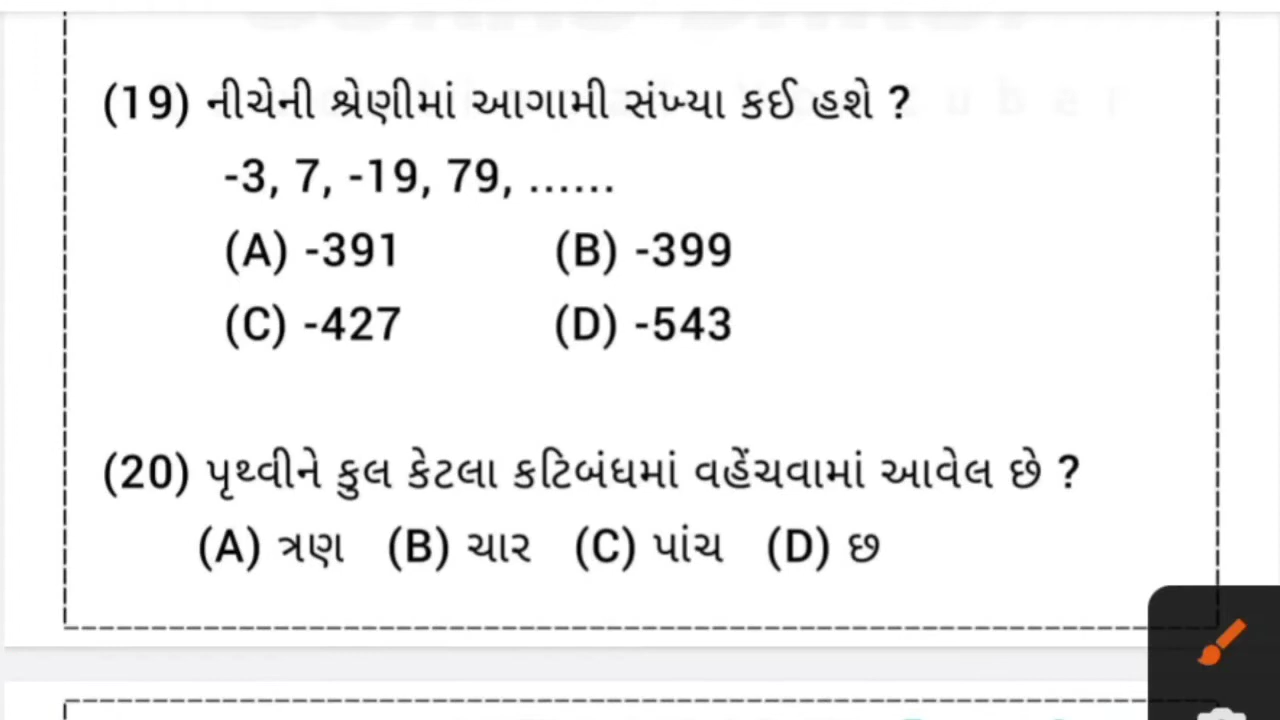 (19) નીચેની શ્રેણીમાં આગામી સંખ્યા કઈ હશે ?
-3, 7, -19, 79, ......
(A) -391 (B) -399
(C) -427 (D) -543
(20) પૃથ્વીને કુલ કેટલા કટિબંધમાં વહેંચવામાં આવેલ છે ?
(A) ત્રણ (B) ચાર (C) પાંચ (D) છ